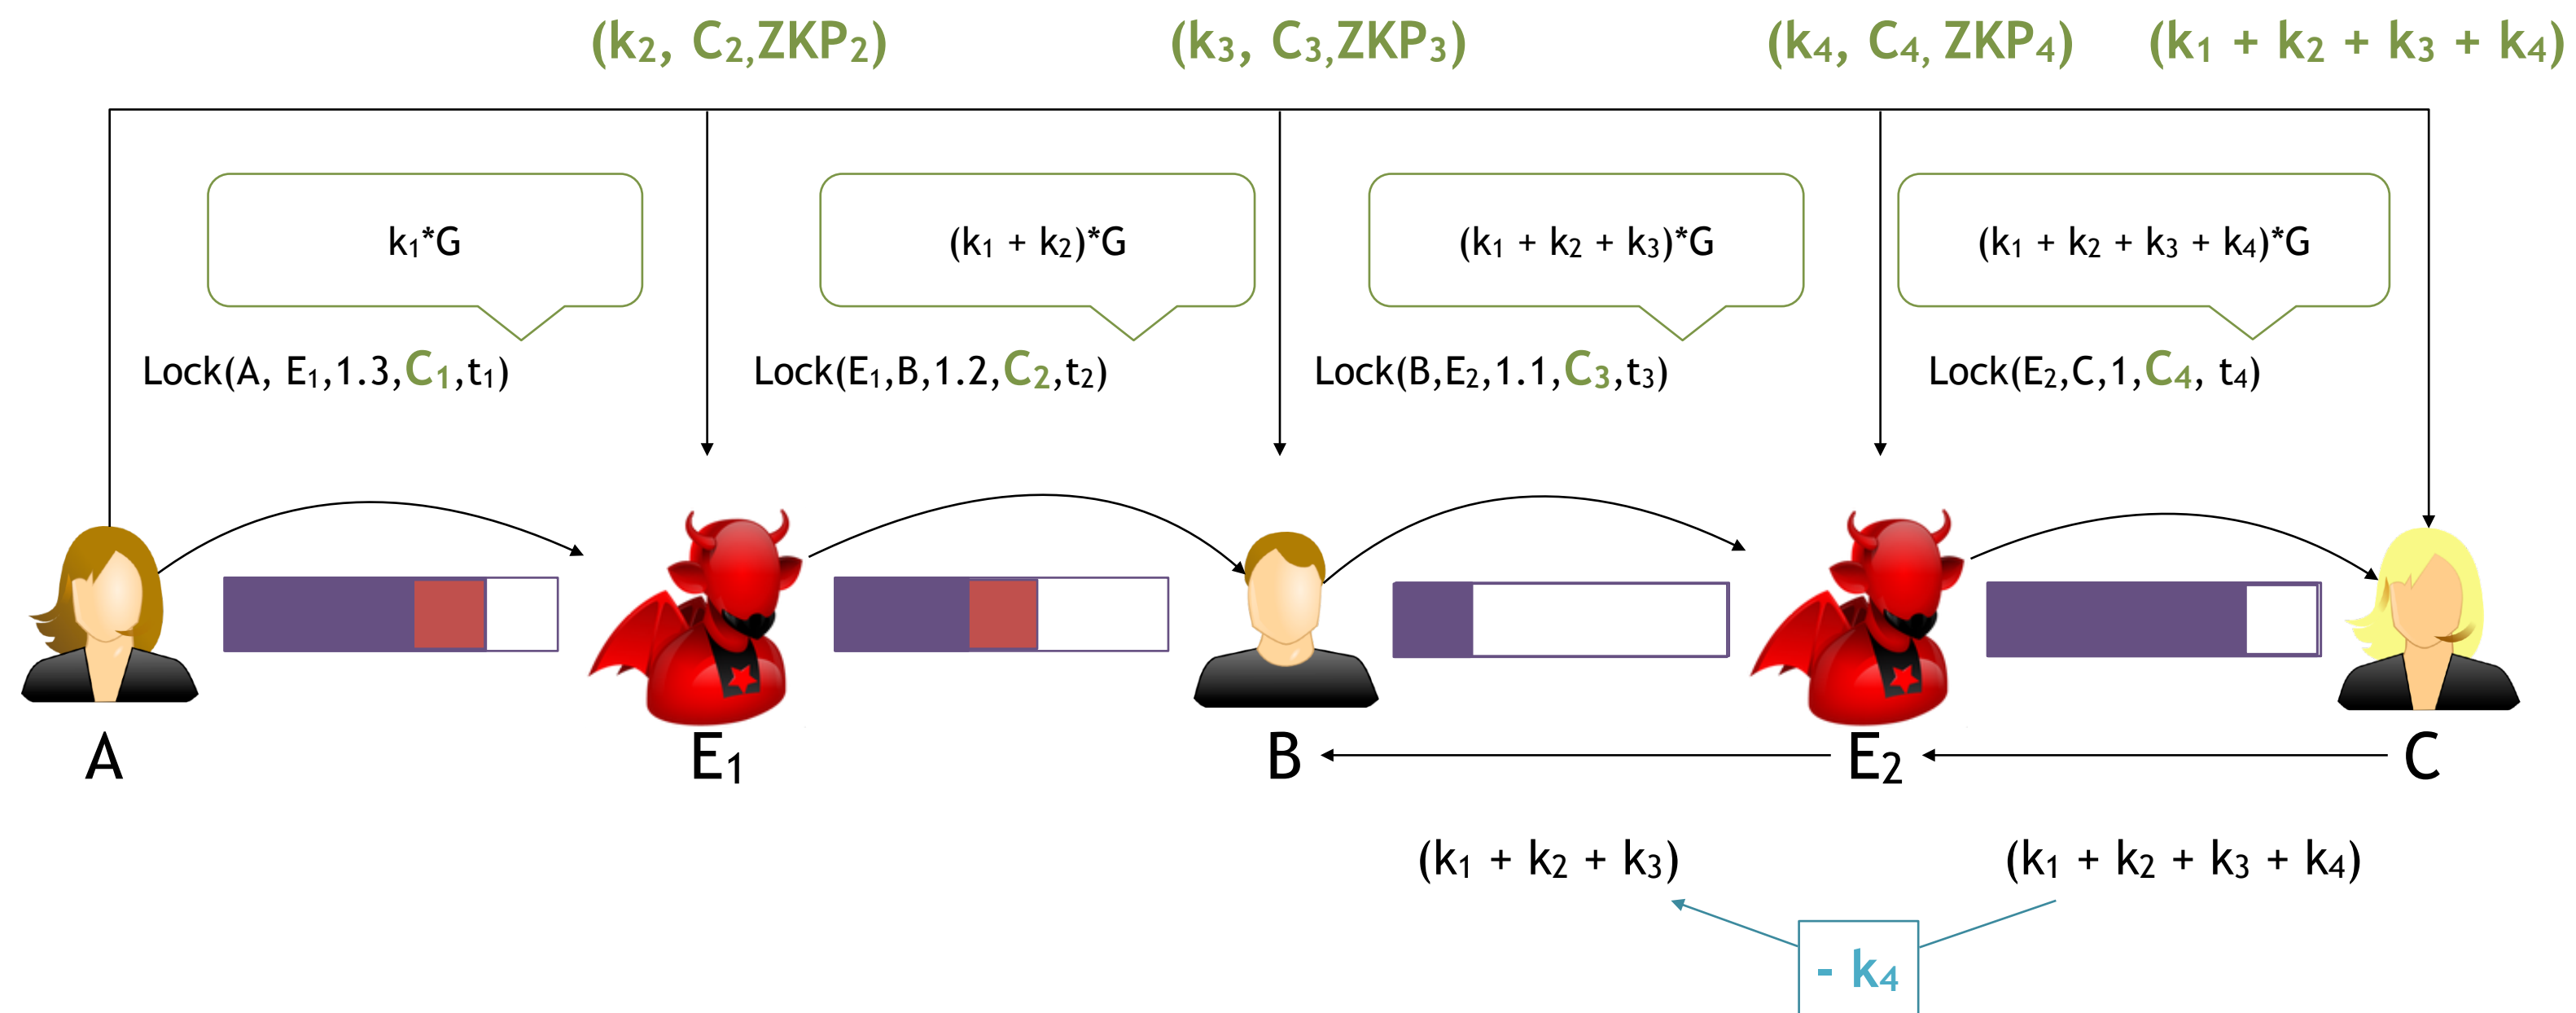 (k₂, C₂,ZKP₂) (k₃, C₃,ZKP₃) (k₄, C₄, ZKP₄) (k₁ + k₂ + k₃ + k₄)
k₁*G (k₁ + k₂)*G (k₁ + k₂ + k₃)*G (k₁ + k₂ + k₃ + k₄)*G
Lock(A, E₁,1.3,C₁,t₁) Lock(E₁,B,1.2,C₂,t₂) Lock(B,E₂,1.1,C₃,t₃) Lock(E₂,C,1,C₄, t₄)
A E₁ B E₂ C
(k₁ + k₂ + k₃) (k₁ + k₂ + k₃ + k₄)
- k₄